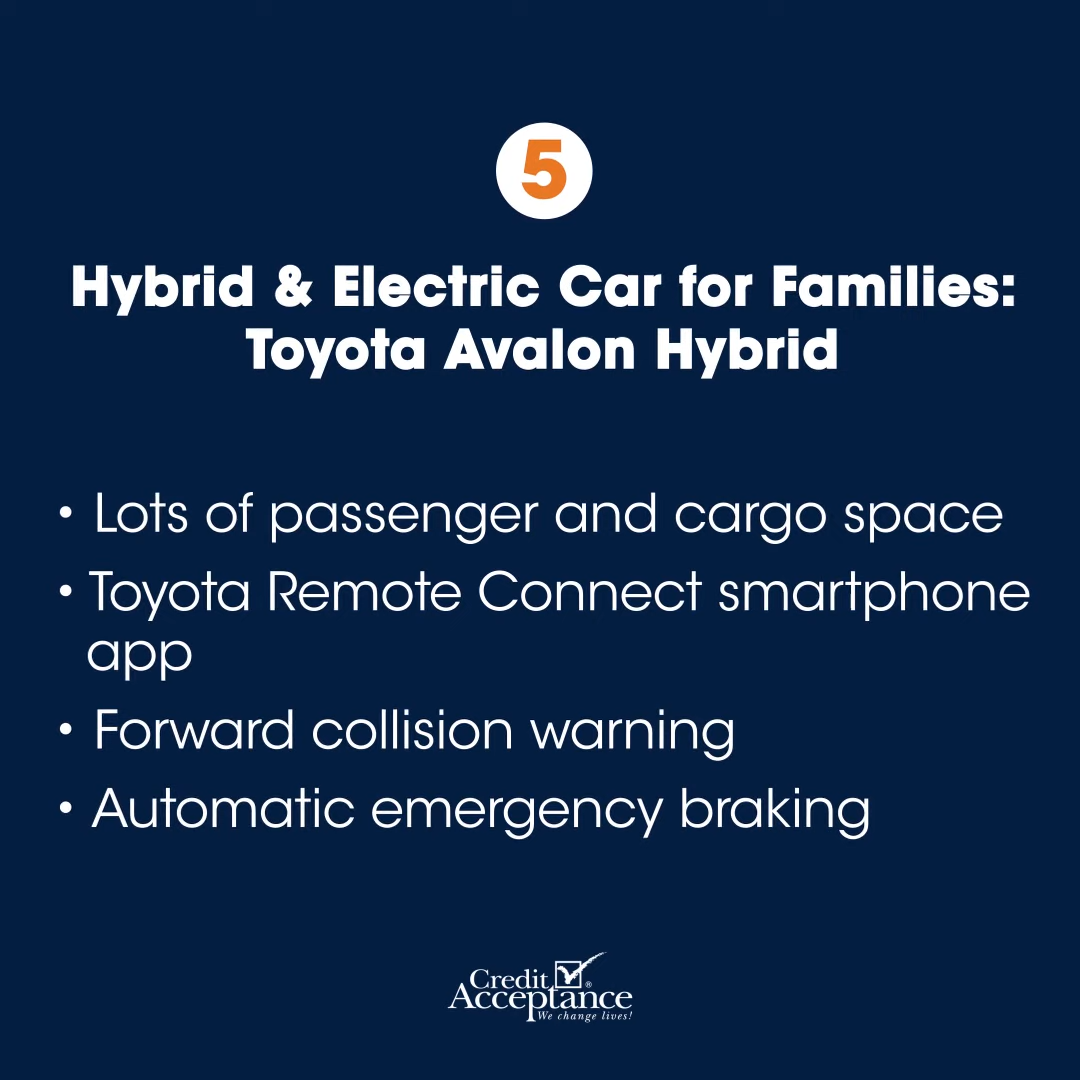 5
Hybrid & Electric Car for Families:
Toyota Avalon Hybrid
• Lots of passenger and cargo space
• Toyota Remote Connect smartphone
app
• Forward collision warning
• Automatic emergency braking
Credit ®
Acceptance
We change lives!